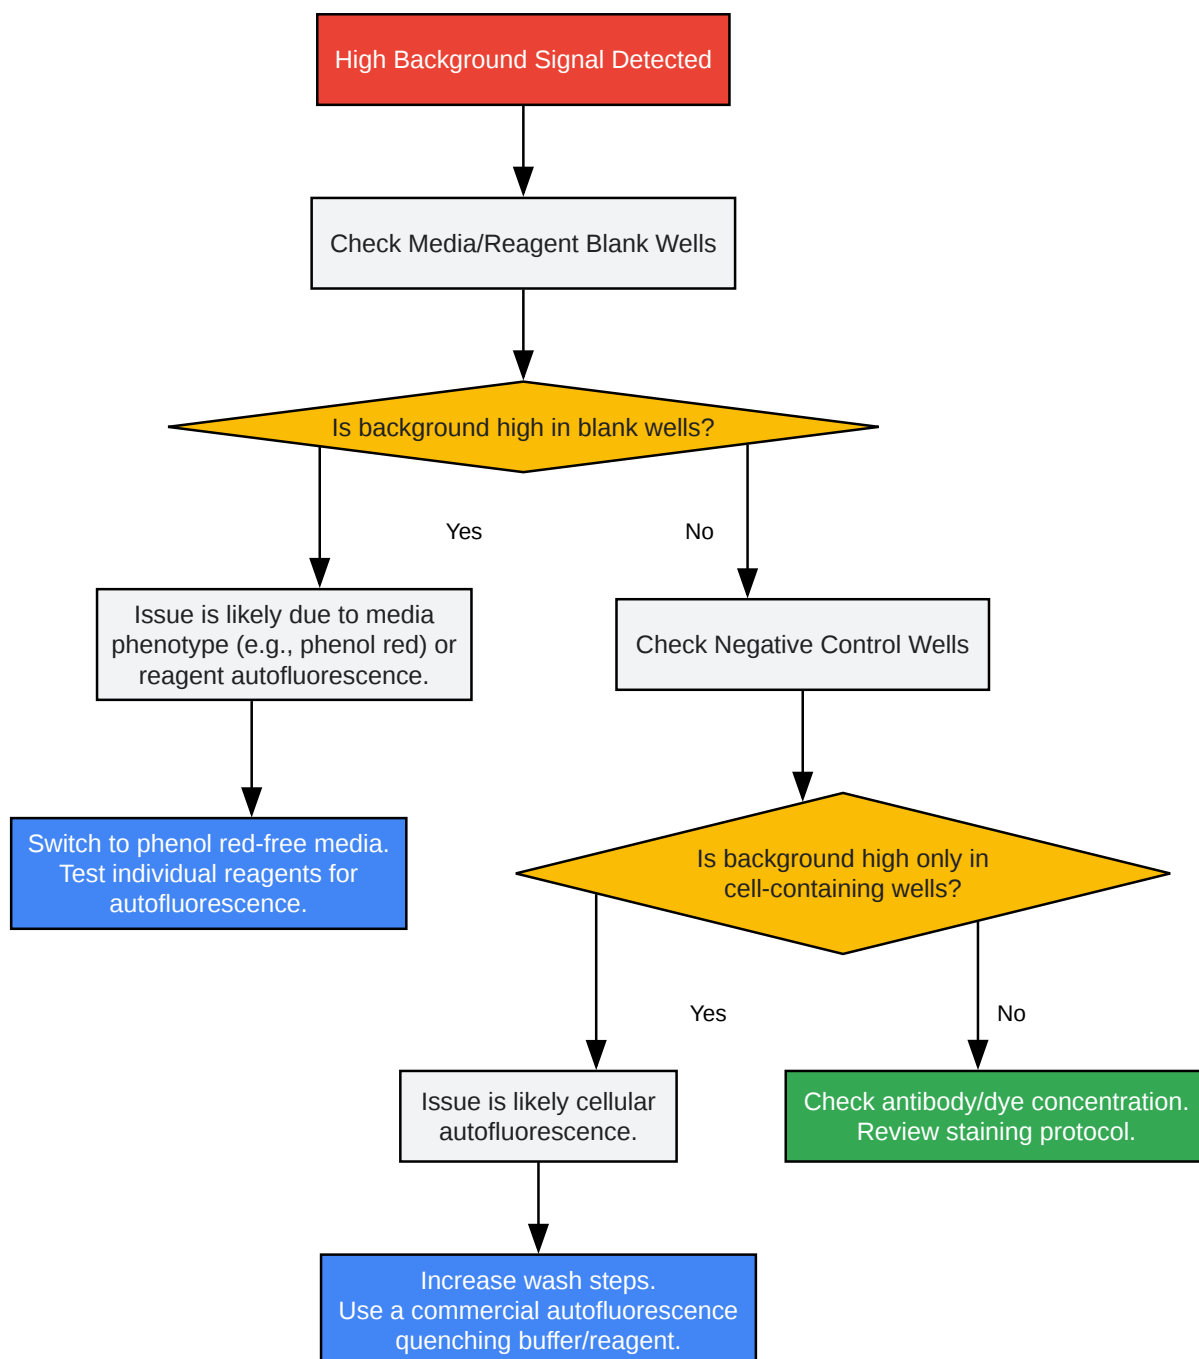 High Background Signal Detected
Check Media/Reagent Blank Wells
Is background high in blank wells?
Yes
No
Issue is likely due to media
phenotype (e.g., phenol red) or
reagent autofluorescence.
Check Negative Control Wells
Switch to phenol red-free media.
Test individual reagents for
autofluorescence.
Is background high only in
cell-containing wells?
Yes
No
Issue is likely cellular
autofluorescence.
Check antibody/dye concentration.
Review staining protocol.
Increase wash steps.
Use a commercial autofluorescence
quenching buffer/reagent.